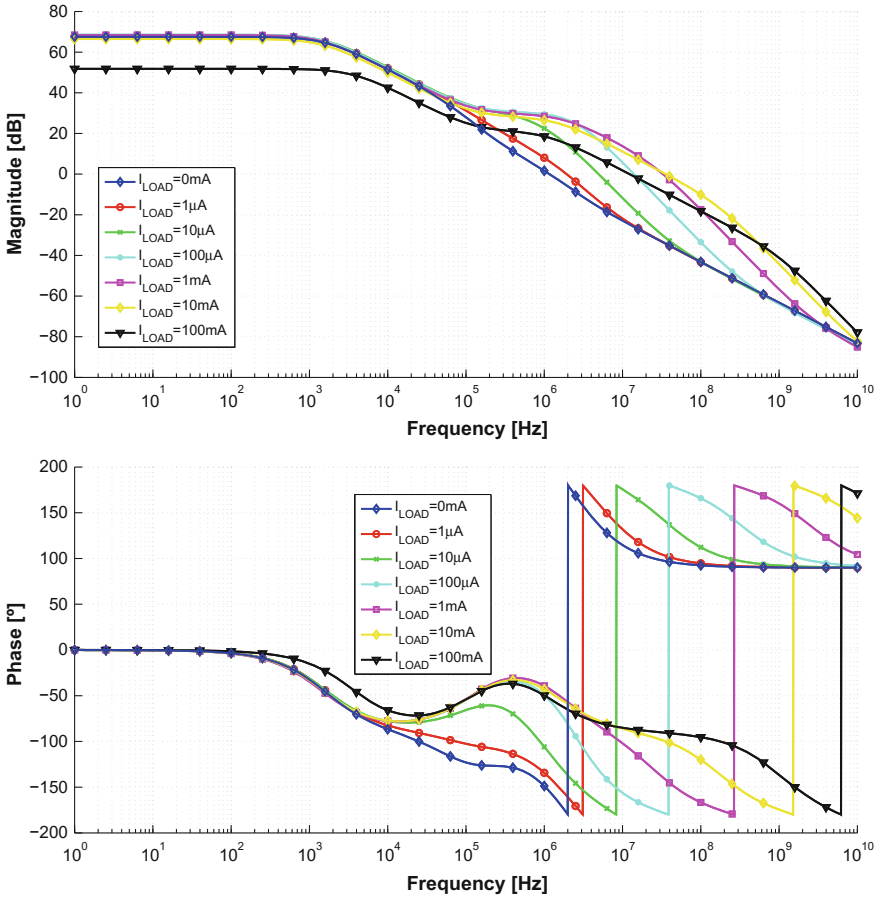 80
60
40
20
0
−20
−40
−60
−80
−100
Magnitude [dB]
I_LOAD=0mA
I_LOAD=1μA
I_LOAD=10μA
I_LOAD=100μA
I_LOAD=1mA
I_LOAD=10mA
I_LOAD=100mA
10^0 10^1 10^2 10^3 10^4 10^5 10^6 10^7 10^8 10^9 10^10
Frequency [Hz]
200
150
100
50
0
−50
−100
−150
−200
Phase [º]
I_LOAD=0mA
I_LOAD=1μA
I_LOAD=10μA
I_LOAD=100μA
I_LOAD=1mA
I_LOAD=10mA
I_LOAD=100mA
10^0 10^1 10^2 10^3 10^4 10^5 10^6 10^7 10^8 10^9 10^10
Frequency [Hz]